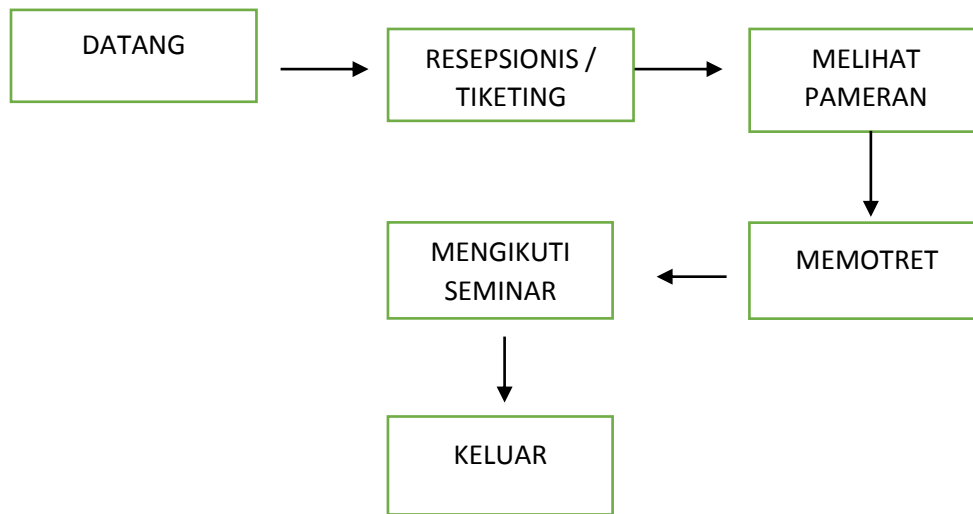 DATANG
RESEPSIONIS /
TIKETING
MELIHAT
PAMERAN
MEMOTRET
MENGIKUTI
SEMINAR
KELUAR